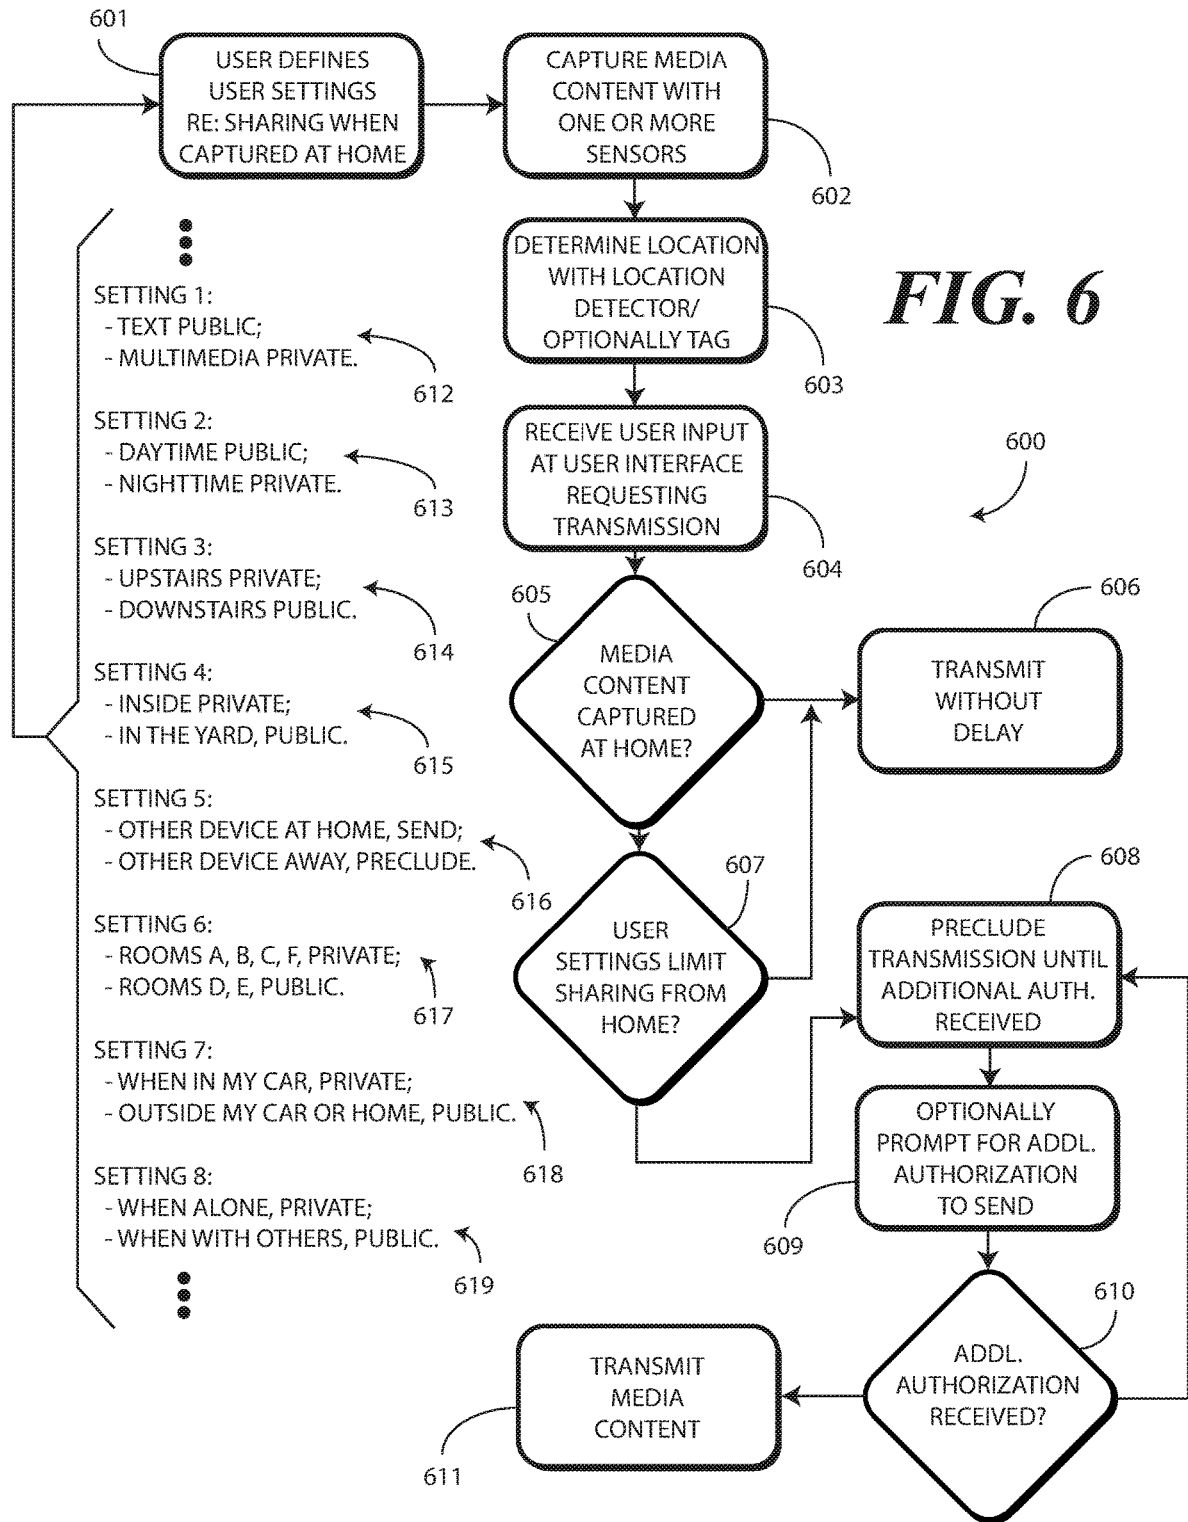 601
USER DEFINES
USER SETTINGS
RE: SHARING WHEN
CAPTURED AT HOME
CAPTURE MEDIA
CONTENT WITH
ONE OR MORE
SENSORS
602
DETERMINE LOCATION
WITH LOCATION
DETECTOR/
OPTIONALLY TAG
603
FIG. 6
RECEIVE USER INPUT
AT USER INTERFACE
REQUESTING
TRANSMISSION
604
600
SETTING 1:
- TEXT PUBLIC;
- MULTIMEDIA PRIVATE.
612
SETTING 2:
- DAYTIME PUBLIC;
- NIGHTTIME PRIVATE.
613
SETTING 3:
- UPSTAIRS PRIVATE;
- DOWNSTAIRS PUBLIC.
614
SETTING 4:
- INSIDE PRIVATE;
- IN THE YARD, PUBLIC.
615
SETTING 5:
- OTHER DEVICE AT HOME, SEND;
- OTHER DEVICE AWAY, PRECLUDE.
616
SETTING 6:
- ROOMS A, B, C, F, PRIVATE;
- ROOMS D, E, PUBLIC.
617
SETTING 7:
- WHEN IN MY CAR, PRIVATE;
- OUTSIDE MY CAR OR HOME, PUBLIC.
618
SETTING 8:
- WHEN ALONE, PRIVATE;
- WHEN WITH OTHERS, PUBLIC.
619
605
MEDIA
CONTENT
CAPTURED
AT HOME?
606
TRANSMIT
WITHOUT
DELAY
607
USER
SETTINGS LIMIT
SHARING FROM
HOME?
608
PRECLUDE
TRANSMISSION UNTIL
ADDITIONAL AUTH.
RECEIVED
OPTIONALLY
PROMPT FOR ADDL.
AUTHORIZATION
TO SEND
609
610
ADDL.
AUTHORIZATION
RECEIVED?
TRANSMIT
MEDIA
CONTENT
611